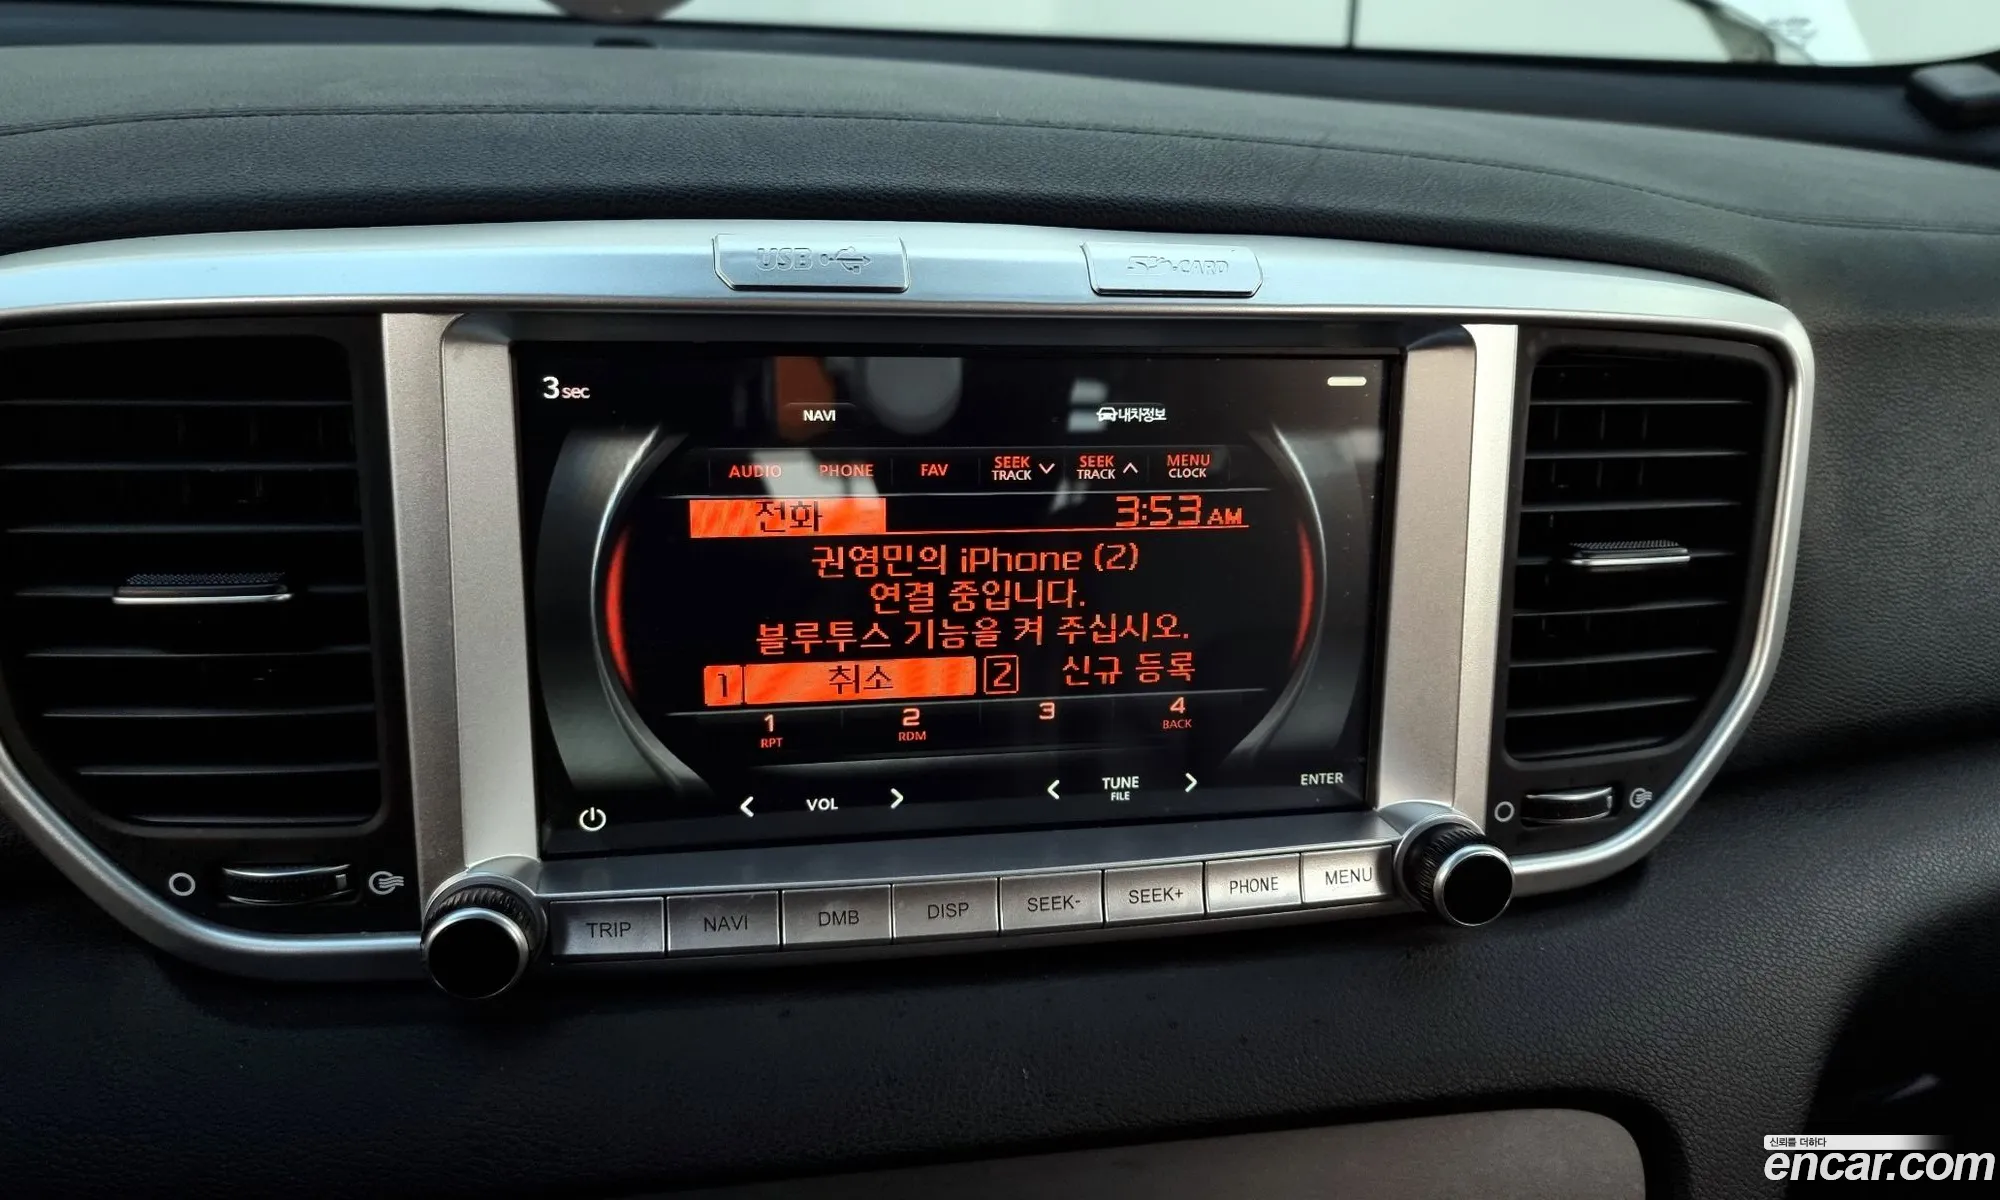 USB
SD-CARD
3 sec
NAVI
내차정보
AUDIO PHONE FAV SEEK TRACK SEEK TRACK MENU CLOCK
전화 3:53 AM
권영민의 iPhone (2)
연결 중입니다.
블루투스 기능을 켜 주십시오.
1 취소 2 신규 등록
1 RPT 2 RDM 3 4 BACK
< VOL > < TUNE FILE > ENTER
TRIP NAVI DMB DISP SEEK- SEEK+ PHONE MENU
신뢰를 더하다
encar.com